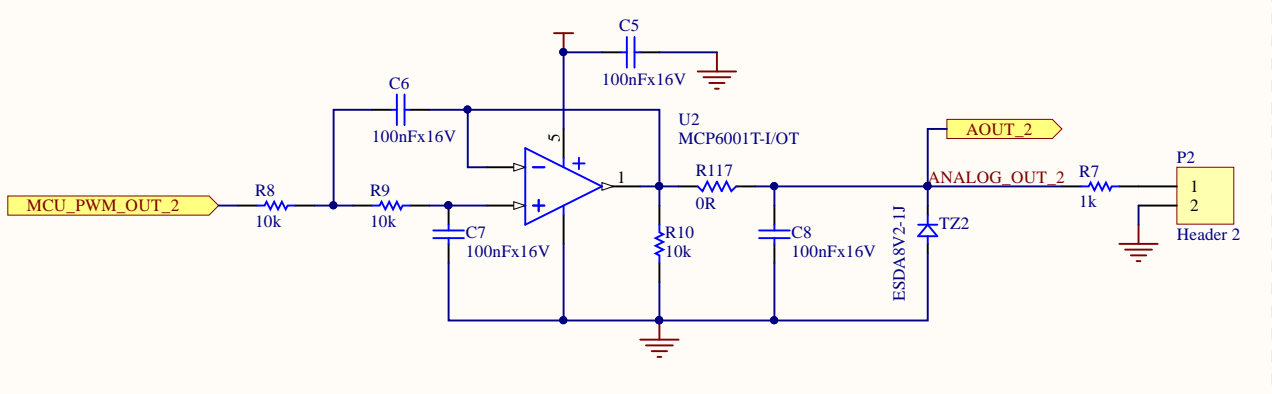 C5
100nFx16V
C6
100nFx16V
5
U2
MCP6001T-I/OT
AOUT_2
1
R117
0R
ANALOG_OUT_2
R7
1k
P2
1
2
Header 2
MCU_PWM_OUT_2
R8
10k
R9
10k
C7
100nFx16V
R10
10k
C8
100nFx16V
ESDA8V2-1J
TZ2